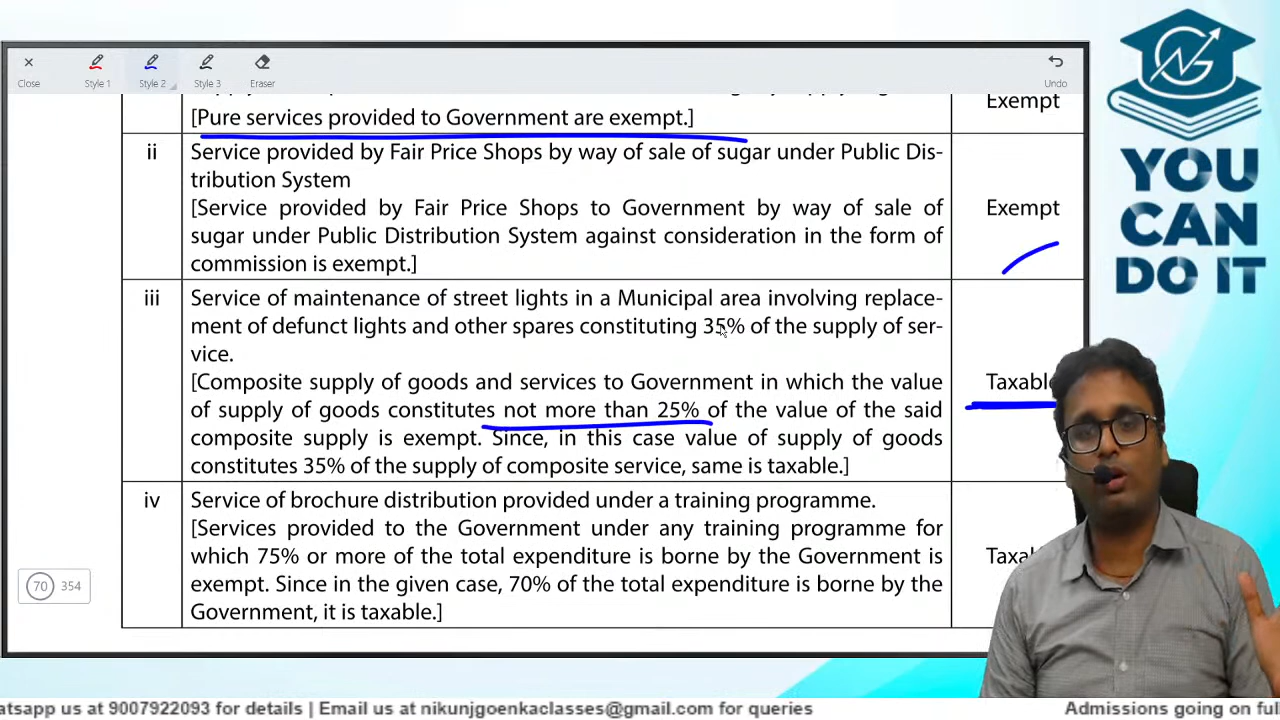 Close
Style 1
Style 2
Style 3
Eraser
Undo
Exempt
[Pure services provided to Government are exempt.]
ii
Service provided by Fair Price Shops by way of sale of sugar under Public Dis-
tribution System
[Service provided by Fair Price Shops to Government by way of sale of
Exempt
sugar under Public Distribution System against consideration in the form of
commission is exempt.]
iii
Service of maintenance of street lights in a Municipal area involving replace-
ment of defunct lights and other spares constituting 35% of the supply of ser-
vice.
[Composite supply of goods and services to Government in which the value
Taxable
of supply of goods constitutes not more than 25% of the value of the said
composite supply is exempt. Since, in this case value of supply of goods
constitutes 35% of the supply of composite service, same is taxable.]
iv
Service of brochure distribution provided under a training programme.
[Services provided to the Government under any training programme for
which 75% or more of the total expenditure is borne by the Government is
exempt. Since in the given case, 70% of the total expenditure is borne by the
Government, it is taxable.]
70 354
YOU
CAN
DO IT
atsapp us at 9007922093 for details | Email us at nikunjgoenkaclasses@gmail.com for queries
Admissions going on full